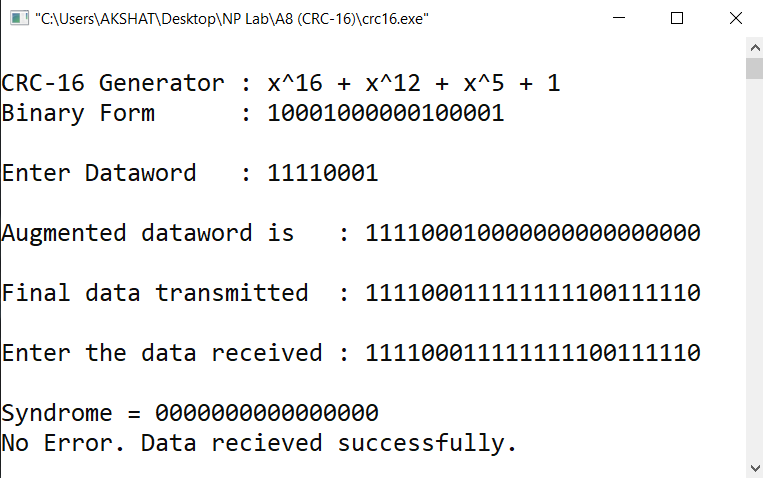 "C:\Users\AKSHAT\Desktop\NP Lab\A8 (CRC-16)\crc16.exe"
CRC-16 Generator : x^16 + x^12 + x^5 + 1
Binary Form : 10001000000100001
Enter Dataword : 11110001
Augmented dataword is : 111100010000000000000000
Final data transmitted : 111100011111111100111110
Enter the data received : 111100011111111100111110
Syndrome = 0000000000000000
No Error. Data recieved successfully.